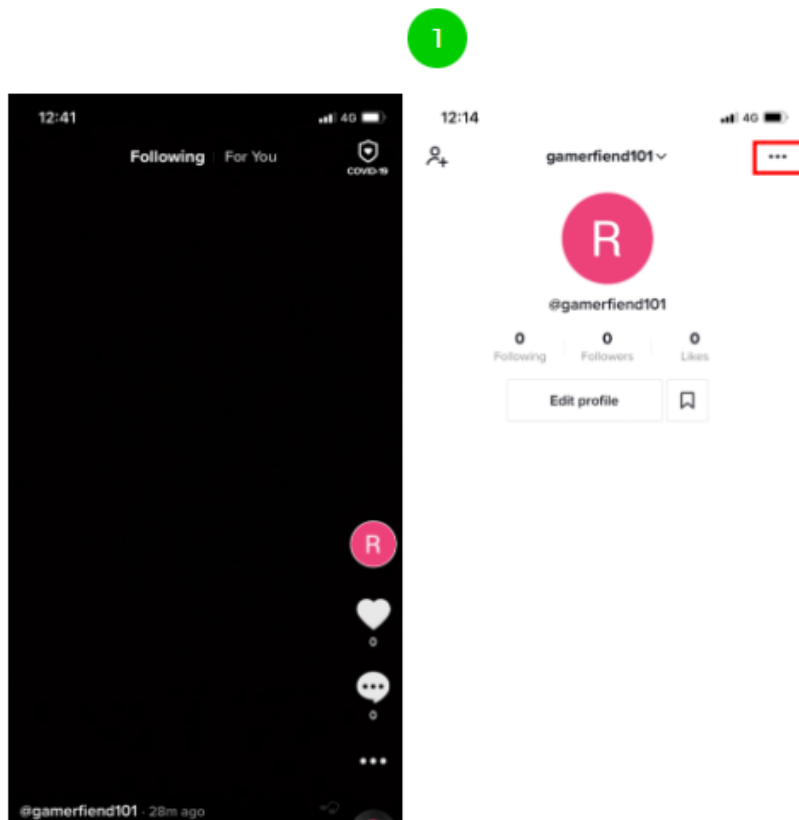 1
12:41
4G
Following For You
COVID-19
R
0
0
@gamerfiend101 · 28m ago
12:14
4G
gamerfiend101
R
@gamerfiend101
0 0 0
Following Followers Likes
Edit profile